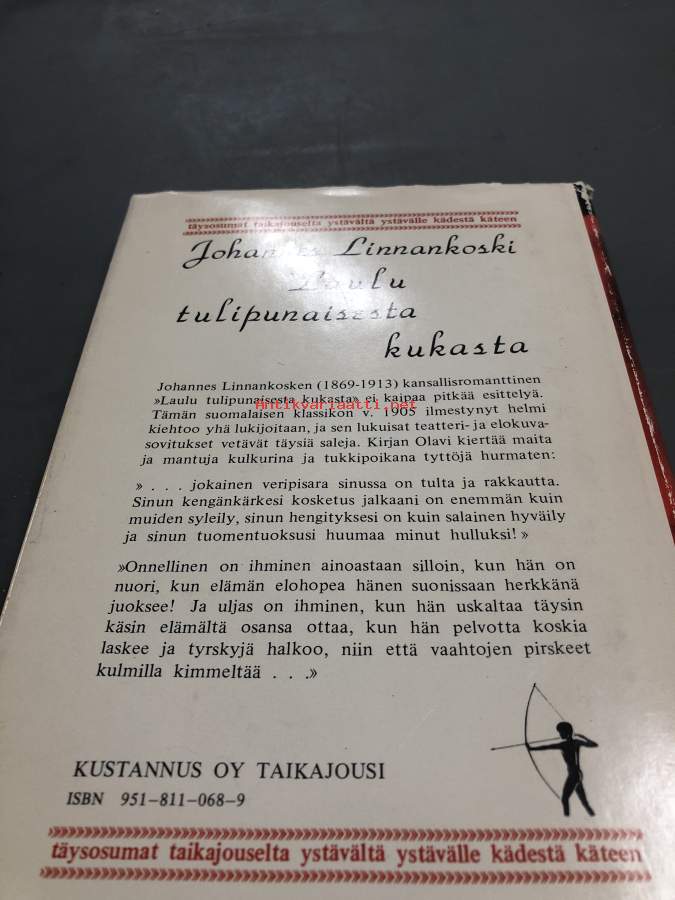 täysosumat taikajouselta ystävältä ystävälle kädestä käteen
Johannes Linnankoski
Laulu
tulipunaisesta
kukasta
Johannes Linnankosken (1869-1913) kansallisromanttinen
»Laulu tulipunaisesta kukasta» ei kaipaa pitkää esittelyä.
Antikvariaatti.net
Tämän suomalaisen klassikon v. 1905 ilmestynyt helmi
kiehtoo yhä lukijoitaan, ja sen lukuisat teatteri- ja elokuva-
sovitukset vetävät täysiä saleja. Kirjan Olavi kiertää maita
ja mantuja kulkurina ja tukkipoikana tyttöjä hurmaten:
» . . . jokainen veripisara sinussa on tulta ja rakkautta.
Sinun kengänkärkesi kosketus jalkaani on enemmän kuin
muiden syleily, sinun hengityksesi on kuin salainen hyväily
ja sinun tuomentuoksusi huumaa minut hulluksi! »
»Onnellinen on ihminen ainoastaan silloin, kun hän on
nuori, kun elämän elohopea hänen suonissaan herkkänä
juoksee! Ja uljas on ihminen, kun hän uskaltaa täysin
käsin elämältä osansa ottaa, kun hän pelvotta koskia
laskee ja tyrskyjä halkoo, niin että vaahtojen pirskeet
kulmilla kimmeltää . . .»
KUSTANNUS OY TAIKAJOUSI
ISBN 951-811-068-9
täysosumat taikajouselta ystävältä ystävälle kädestä käteen